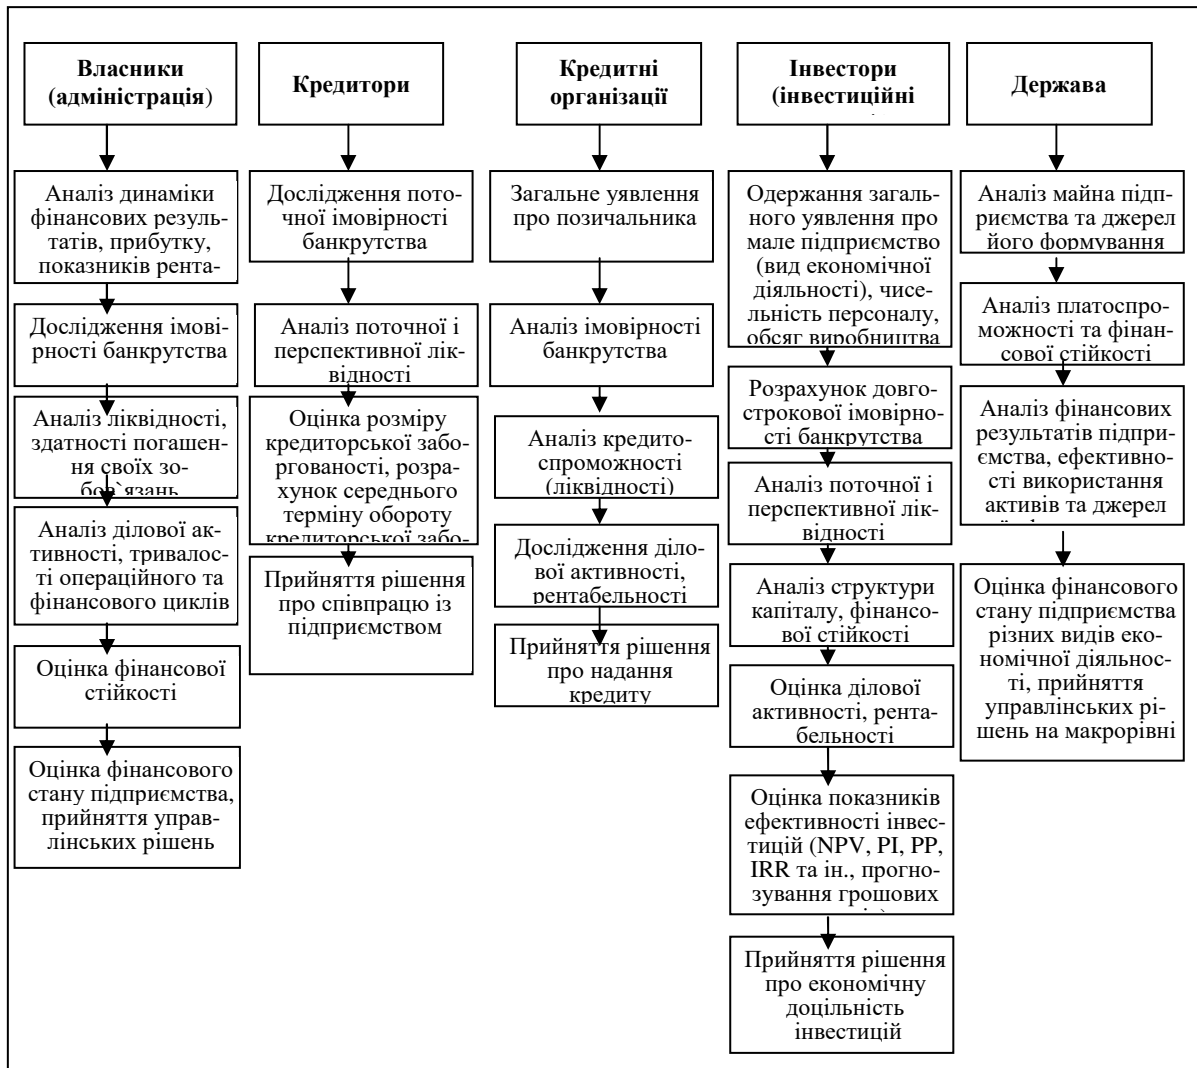 Власники
(адміністрація)
Аналіз динаміки
фінансових резуль-
татів, прибутку,
показників рента-
Дослідження імові-
рності банкрутства
Аналіз ліквідності,
здатності погашен-
ня своїх зо-
бов`язань
Аналіз ділової ак-
тивності, тривалос-
ті операційного та
фінансового циклів
Оцінка фінансової
стійкості
Оцінка фінансового
стану підприємства,
прийняття управ-
лінських рішень
Кредитори
Дослідження пото-
чної імовірності
банкрутства
Аналіз поточної і
перспективної лік-
відності
Оцінка розміру
кредиторської забо-
ргованості, розра-
хунок середнього
терміну обороту
кредиторської забо-
Прийняття рішення
про співпрацю із
підприємством
Кредитні
організації
Загальне уявлення
про позичальника
Аналіз імовірності
банкрутства
Аналіз кредито-
спроможності
(ліквідності)
Дослідження діло-
вої активності,
рентабельності
Прийняття рішення
про надання
кредиту
Інвестори
(інвестиційні
Одержання загаль-
ного уявлення про
мале підприємство
(вид економічної
діяльності), чисе-
льність персоналу,
обсяг виробництва
Розрахунок довго-
строкової імовірно-
сті банкрутства
Аналіз поточної і
перспективної лік-
відності
Аналіз структури
капіталу, фінансо-
вої стійкості
Оцінка ділової
активності, рента-
бельності
Оцінка показників
ефективності інвес-
тицій (NPV, PI, PP,
IRR та ін., прогно-
зування грошових
Прийняття рішення
про економічну
доцільність
інвестицій
Держава
Аналіз майна підп-
риємства та джерел
його формування
Аналіз платоспро-
можності та фінан-
сової стійкості
Аналіз фінансових
результатів підпри-
ємства, ефективно-
сті використання
активів та джерел
Оцінка фінансового
стану підприємства
різних видів еко-
номічної діяльнос-
ті, прийняття
управлінських рі-
шень на макрорівні